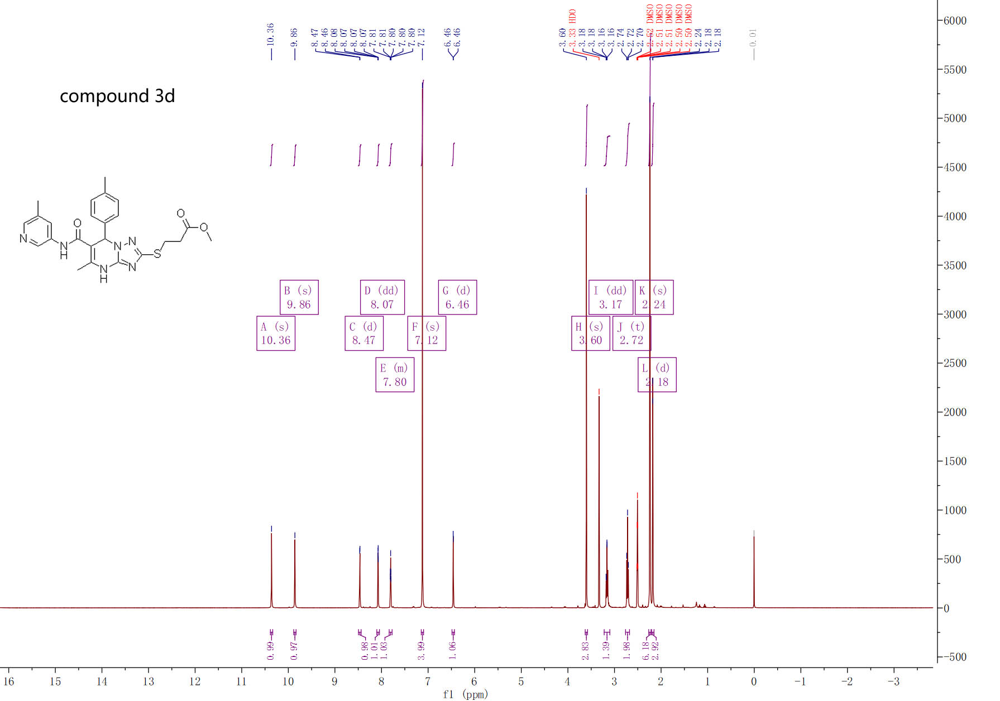 10.36
9.86
8.47
8.46
8.08
8.07
8.07
8.07
7.81
7.81
7.80
7.80
7.80
7.12
6.46
6.46
3.60
3.33 HDO
3.18
3.18
3.16
3.16
2.74
2.72
2.70
2.52 DMSO
2.51 DMSO
2.51 DMSO
2.50 DMSO
2.50 DMSO
2.24
2.18
2.18
-0.01
compound 3d
N
N
H
O
N
H
N
N
N
S
O
O
B (s)
9.86
D (dd)
8.07
G (d)
6.46
I (dd)
3.17
K (s)
2.24
A (s)
10.36
C (d)
8.47
F (s)
7.12
H (s)
3.60
J (t)
2.72
E (m)
7.80
L (d)
2.18
6000
5500
5000
4500
4000
3500
3000
2500
2000
1500
1000
500
0
-500
0.99
0.97
0.98
1.01
1.03
3.99
1.06
2.83
1.39
1.98
6.18
2.92
16 15 14 13 12 11 10 9 8 7 6 5 4 3 2 1 0 -1 -2 -3
f1 (ppm)